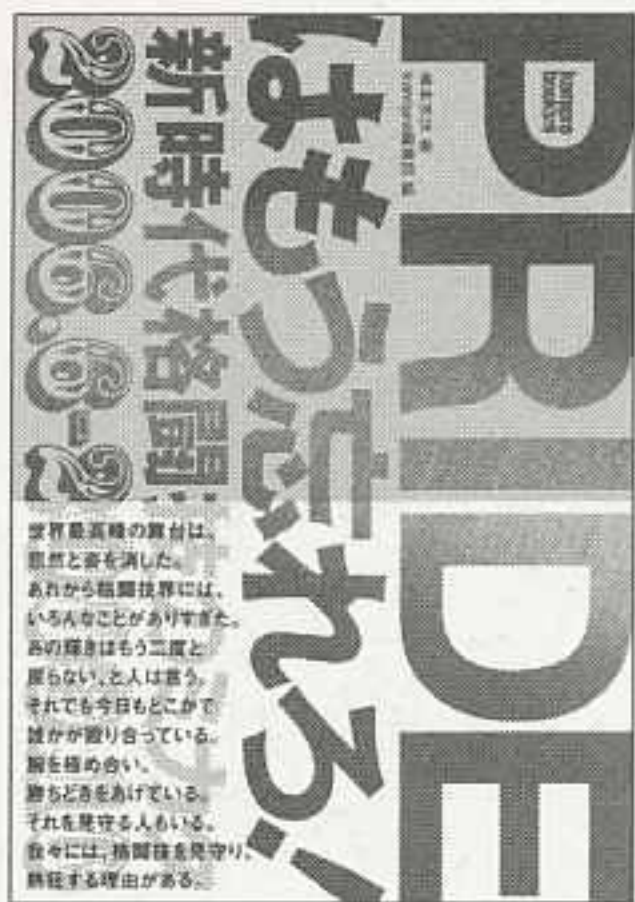 PRIDE
はもう忘れろ!
新時代格闘
2006.6-2
世界最高峰の舞台は、
忽然と姿を消した。
あれから格闘技界には、
いろんなことがありすぎた。
あの輝きはもう二度と
戻らない、と人は言う。
それでも今日もどこかで
誰かが殴り合っている。
腕を極め合い。
勝ちどきをあげている。
それを見守る人もいる。
我々には、格闘技を見守り、
熱狂する理由がある。